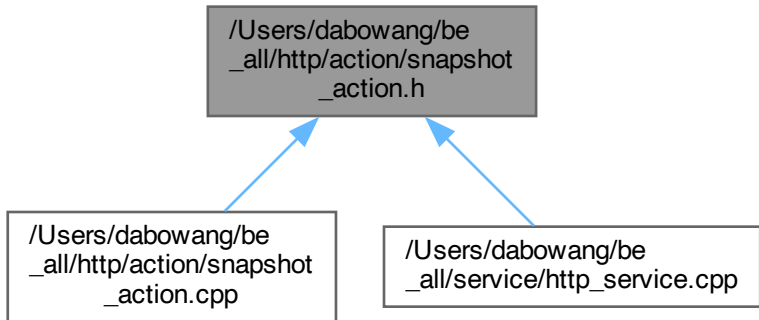 /Users/dabowang/be
_all/http/action/snapshot
_action.h
/Users/dabowang/be
_all/http/action/snapshot
_action.cpp
/Users/dabowang/be
_all/service/http_service.cpp